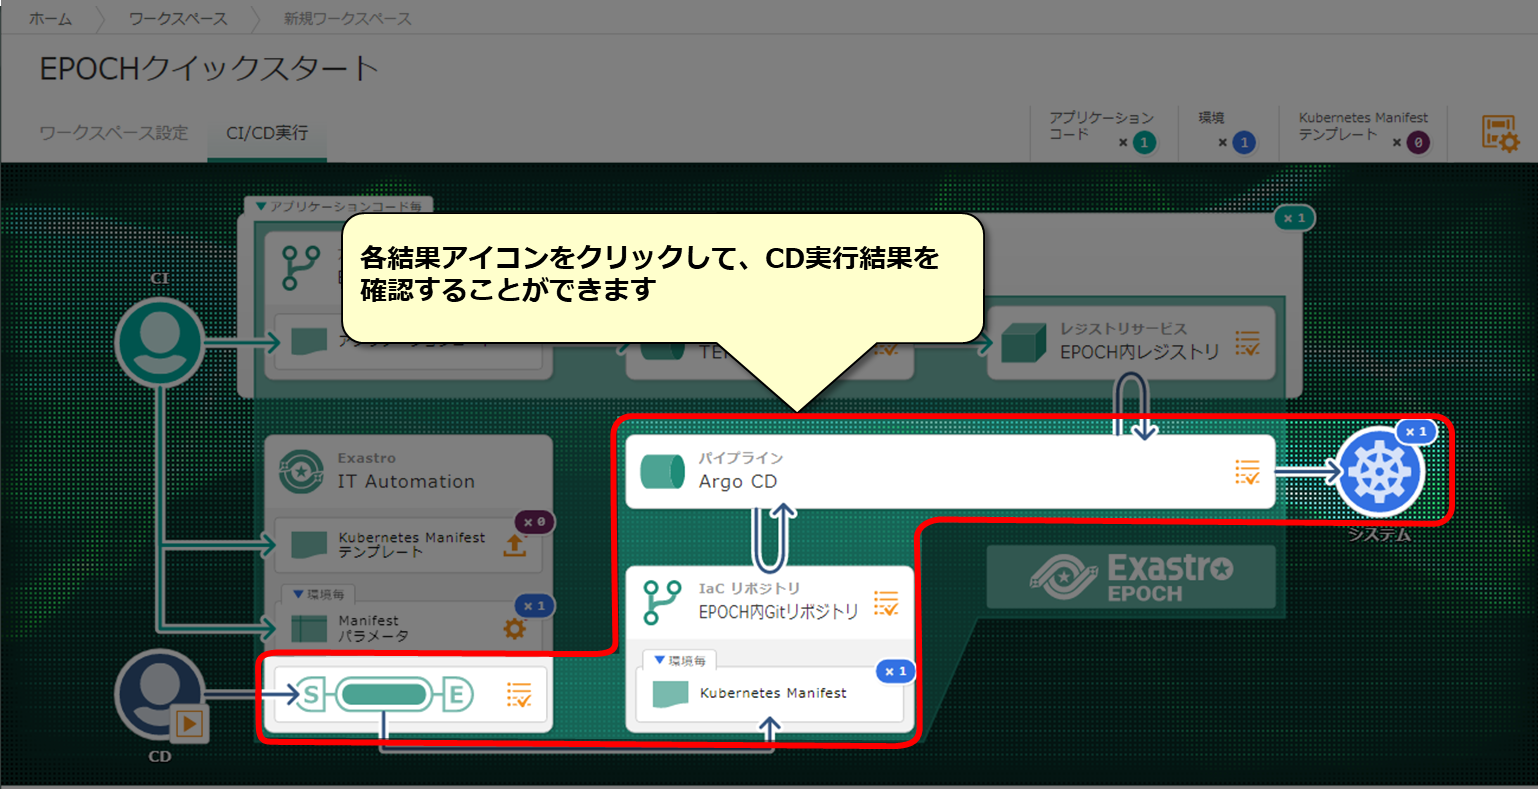 ホーム
ワークスペース
新規ワークスペース
EPOCHクイックスタート
ワークスペース設定
CI/CD実行
アプリケーション
コード
×1
環境
×1
Kubernetes Manifest
テンプレート
×0
▼アプリケーションコード毎
×1
各結果アイコンをクリックして、CD実行結果を
確認することができます
CI
レジストリサービス
EPOCH内レジストリ
Exastro
IT Automation
パイプライン
Argo CD
×1
システム
×0
Kubernetes Manifest
テンプレート
▼環境毎
×1
Manifest
パラメータ
IaC リポジトリ
EPOCH内Gitリポジトリ
Exastro
EPOCH
▼環境毎
×1
Kubernetes Manifest
S
E
CD